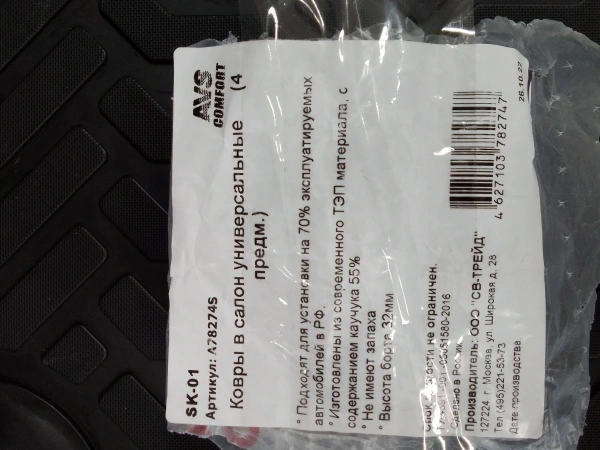 AVS
COMFORT
SK-01
Артикул: A78274S
Ковры в салон универсальные (4
предм.)
° Подходят для установки на 70% эксплуатируемых
автомобилей в РФ.
° Изготовлены из современного ТЭП материала, с
содержанием каучука 55%
° Не имеют запаха
° Высота борта 32мм
Срок годности не ограничен.
Сделано в России
Производитель: ООО "СВ-ТРЕЙД"
127224, г. Москва, ул. Широкая д. 28
Тел.(495)221-53-73
Дата производства
26.10.22
4 627103 782747